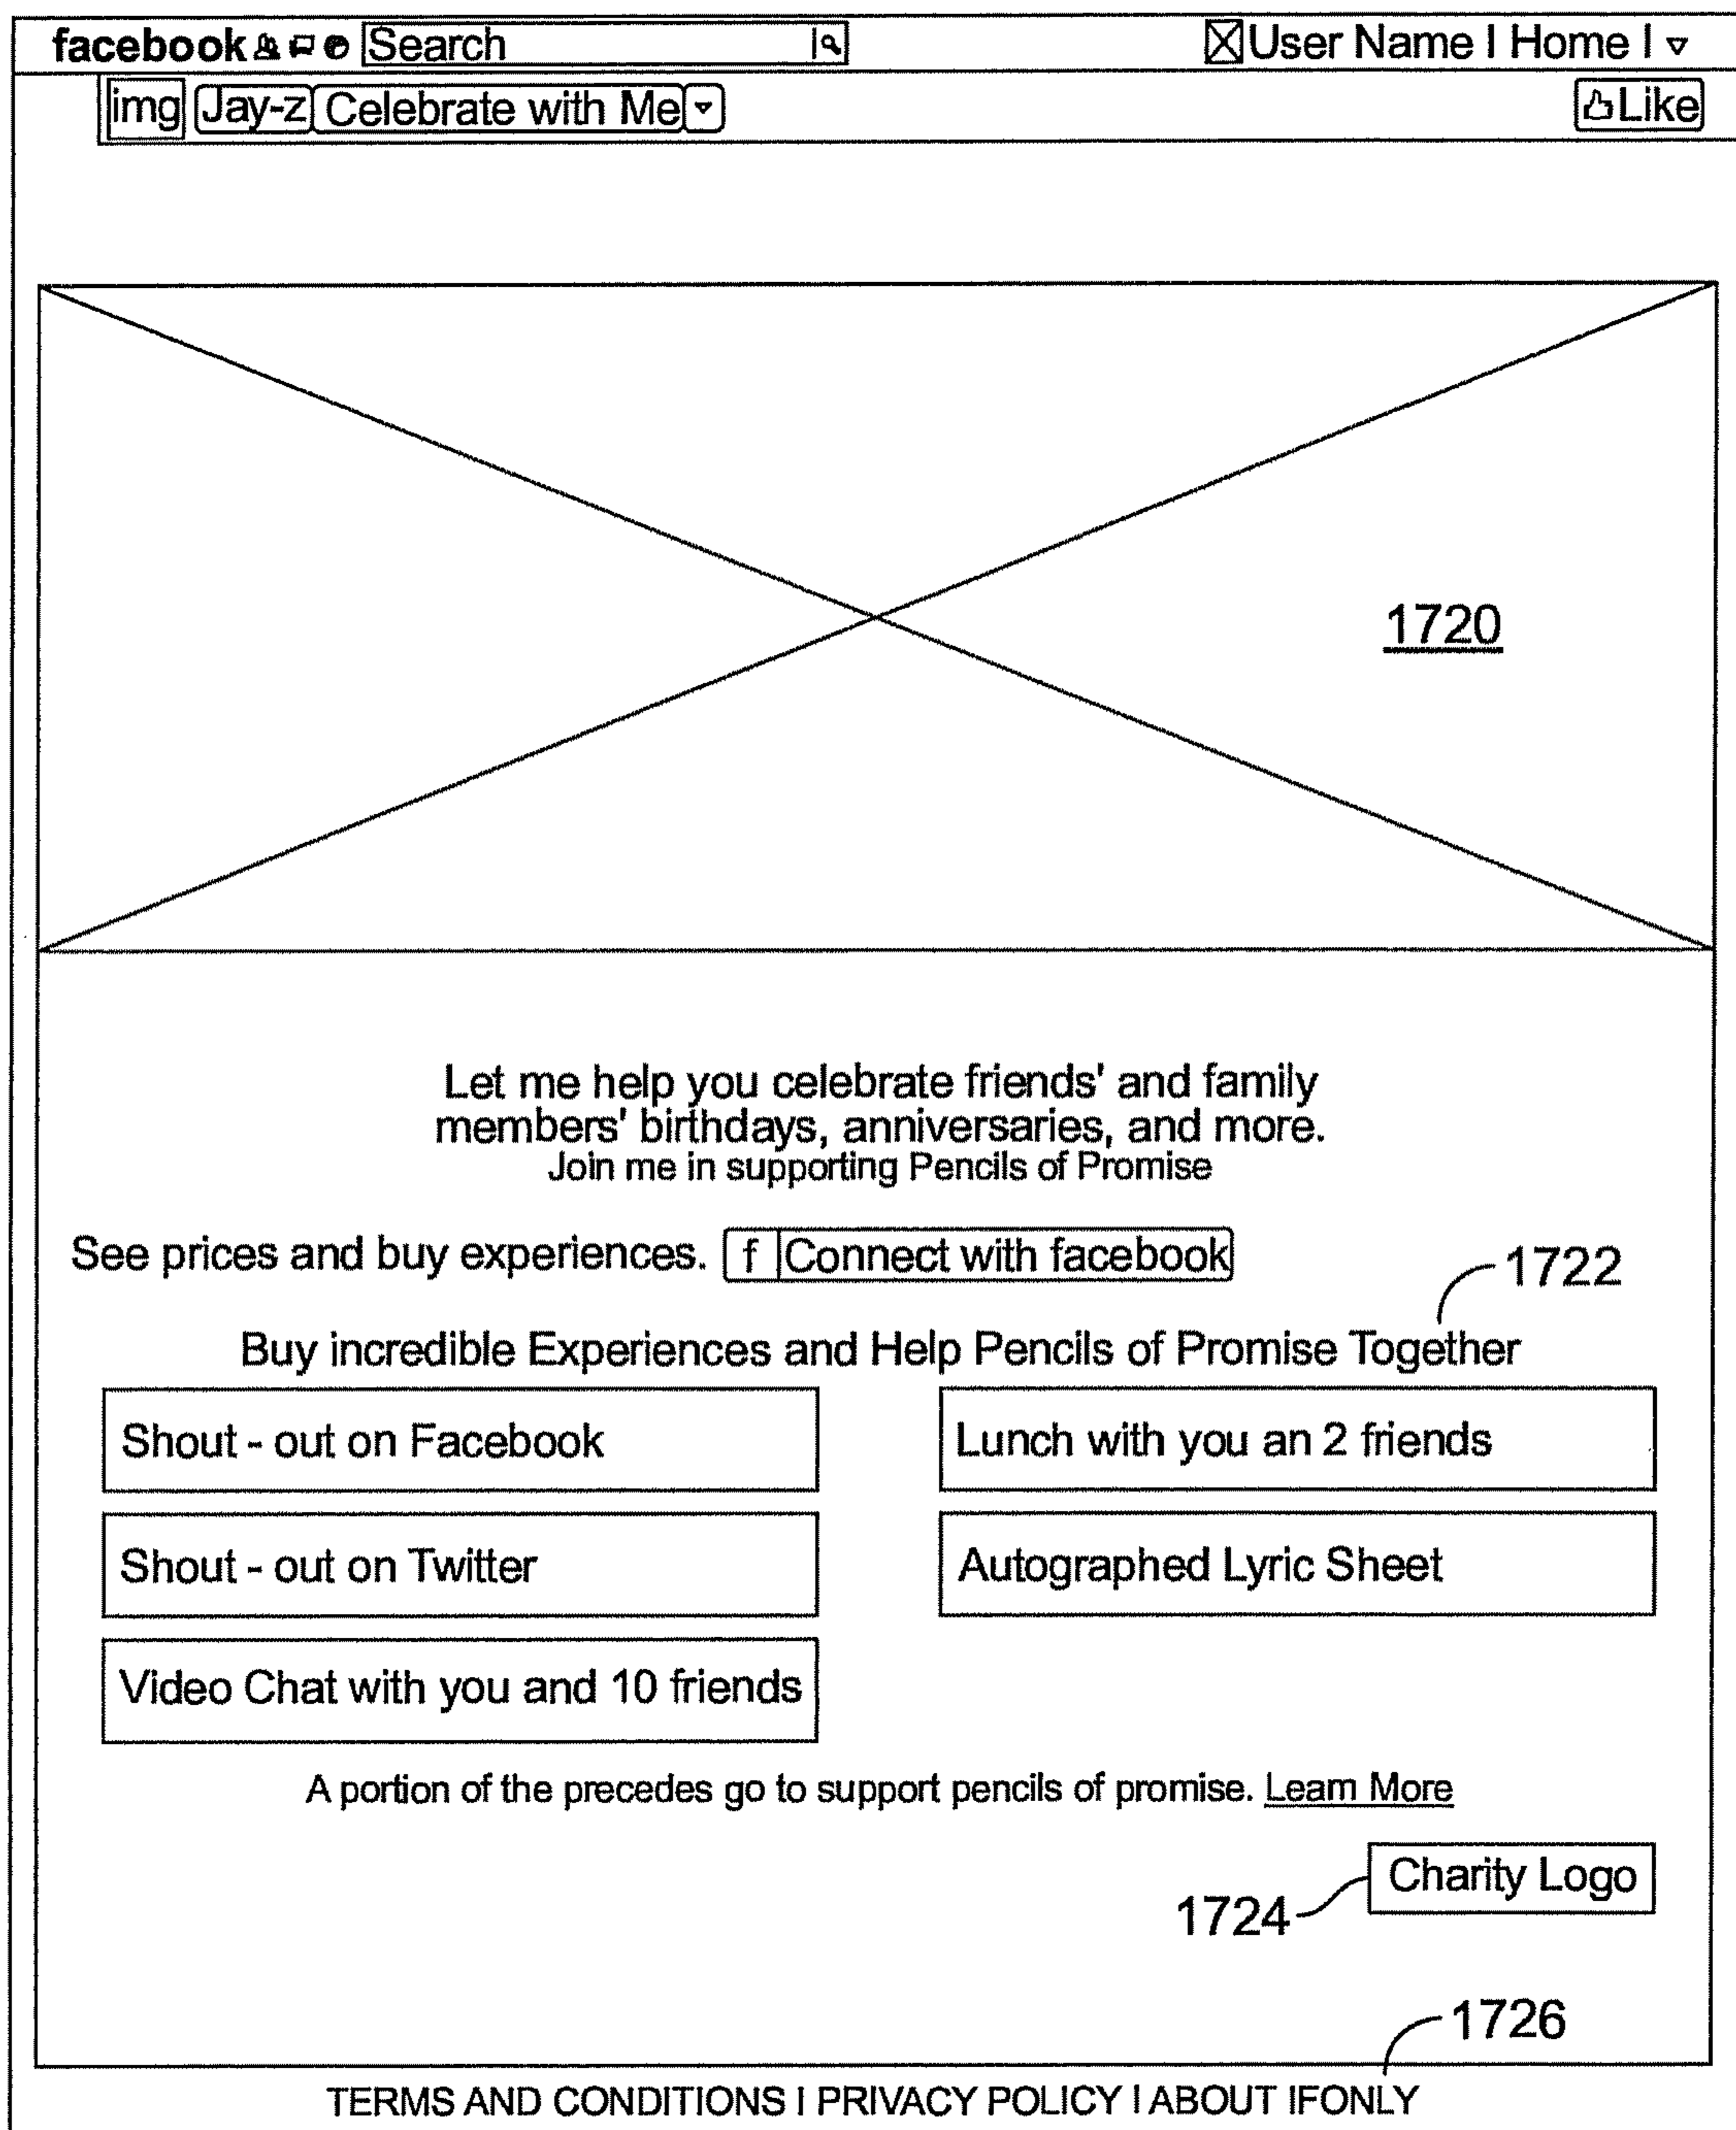 facebook Search User Name | Home |
img Jay-z Celebrate with Me Like
1720
Let me help you celebrate friends' and family
members' birthdays, anniversaries, and more.
Join me in supporting Pencils of Promise
See prices and buy experiences. f Connect with facebook
1722
Buy incredible Experiences and Help Pencils of Promise Together
Shout - out on Facebook
Lunch with you an 2 friends
Shout - out on Twitter
Autographed Lyric Sheet
Video Chat with you and 10 friends
A portion of the precedes go to support pencils of promise. Learn More
Charity Logo
1724
1726
TERMS AND CONDITIONS | PRIVACY POLICY | ABOUT IFONLY